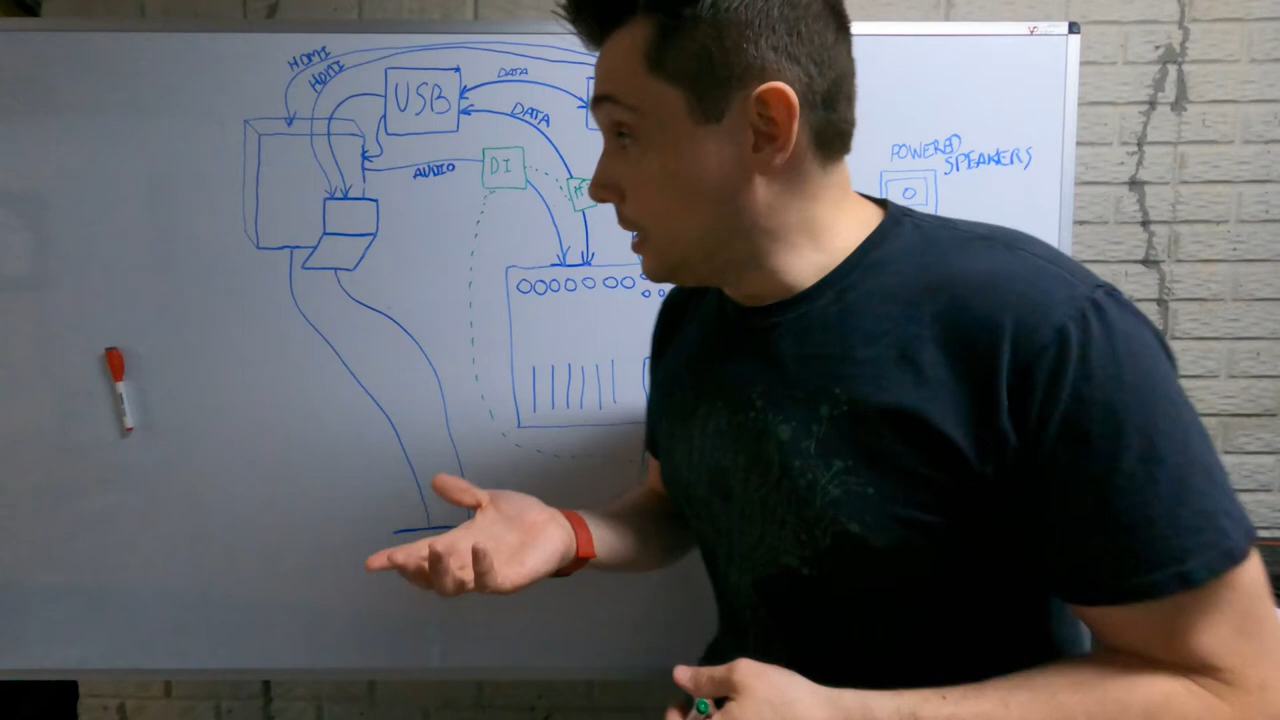 HDMI
HDMI
USB
DATA
DATA
AUDIO
DI
POWERED
SPEAKERS